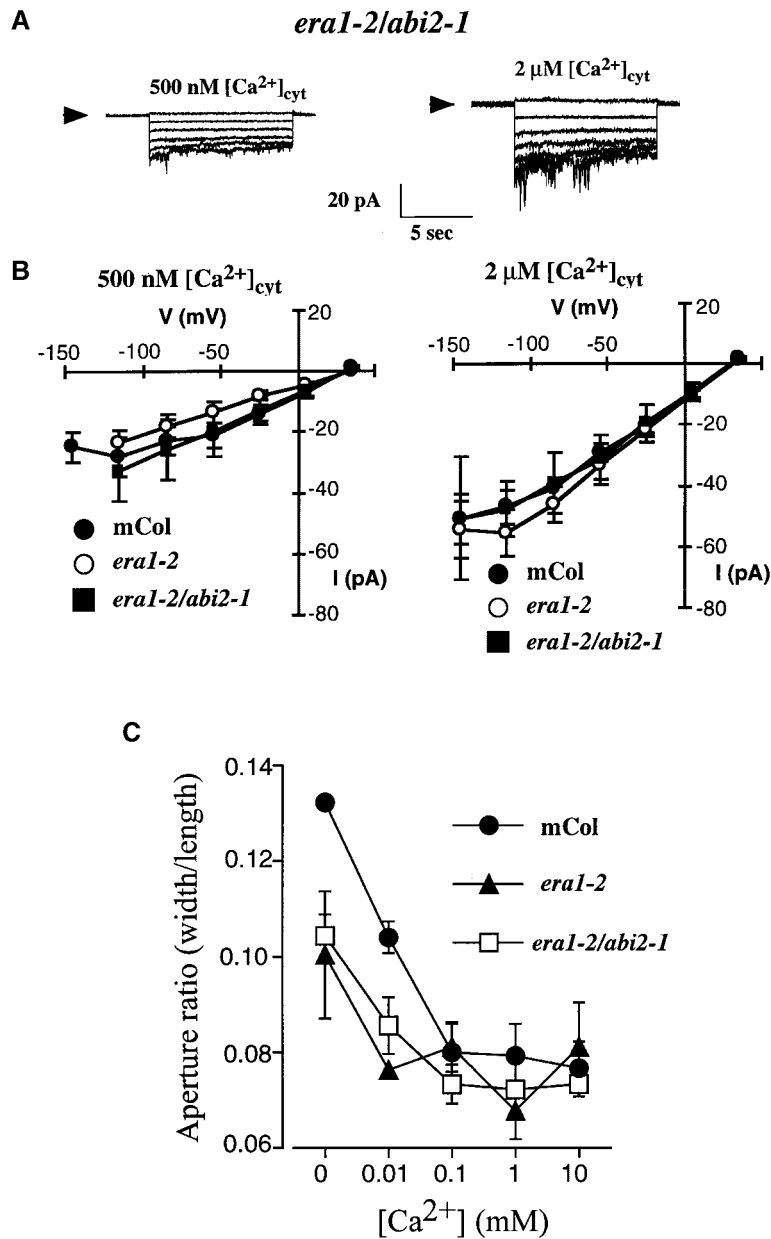 A
era1-2/abi2-1
500 nM [Ca2+]cyt
2 µM [Ca2+]cyt
20 pA
5 sec
B
500 nM [Ca2+]cyt
2 µM [Ca2+]cyt
V (mV)
20
-150
-100
-50
-20
-40
-60
-80
I (pA)
mCol
era1-2
era1-2/abi2-1
V (mV)
20
-150
-100
-50
-20
-40
-60
-80
I (pA)
mCol
era1-2
era1-2/abi2-1
C
Aperture ratio (width/length)
0.14
0.12
0.10
0.08
0.06
mCol
era1-2
era1-2/abi2-1
0 0.01 0.1 1 10
[Ca2+] (mM)